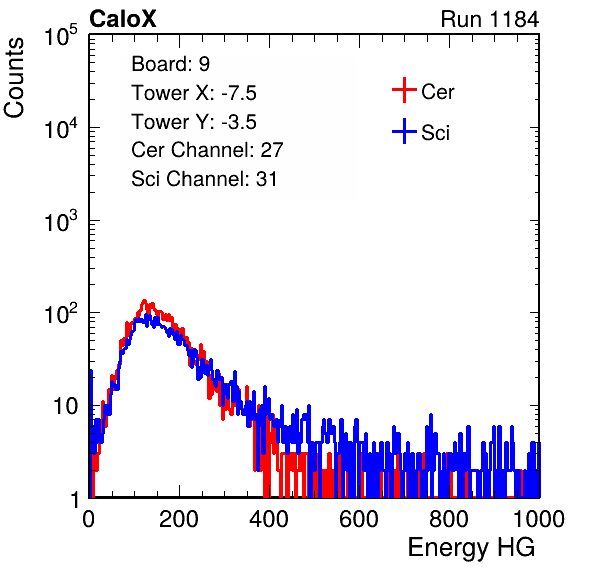 CaloX Run 1184
Counts
Board: 9
Tower X: -7.5
Tower Y: -3.5
Cer Channel: 27
Sci Channel: 31
Cer
Sci
10^5
10^4
10^3
10^2
10
1
0 200 400 600 800 1000
Energy HG